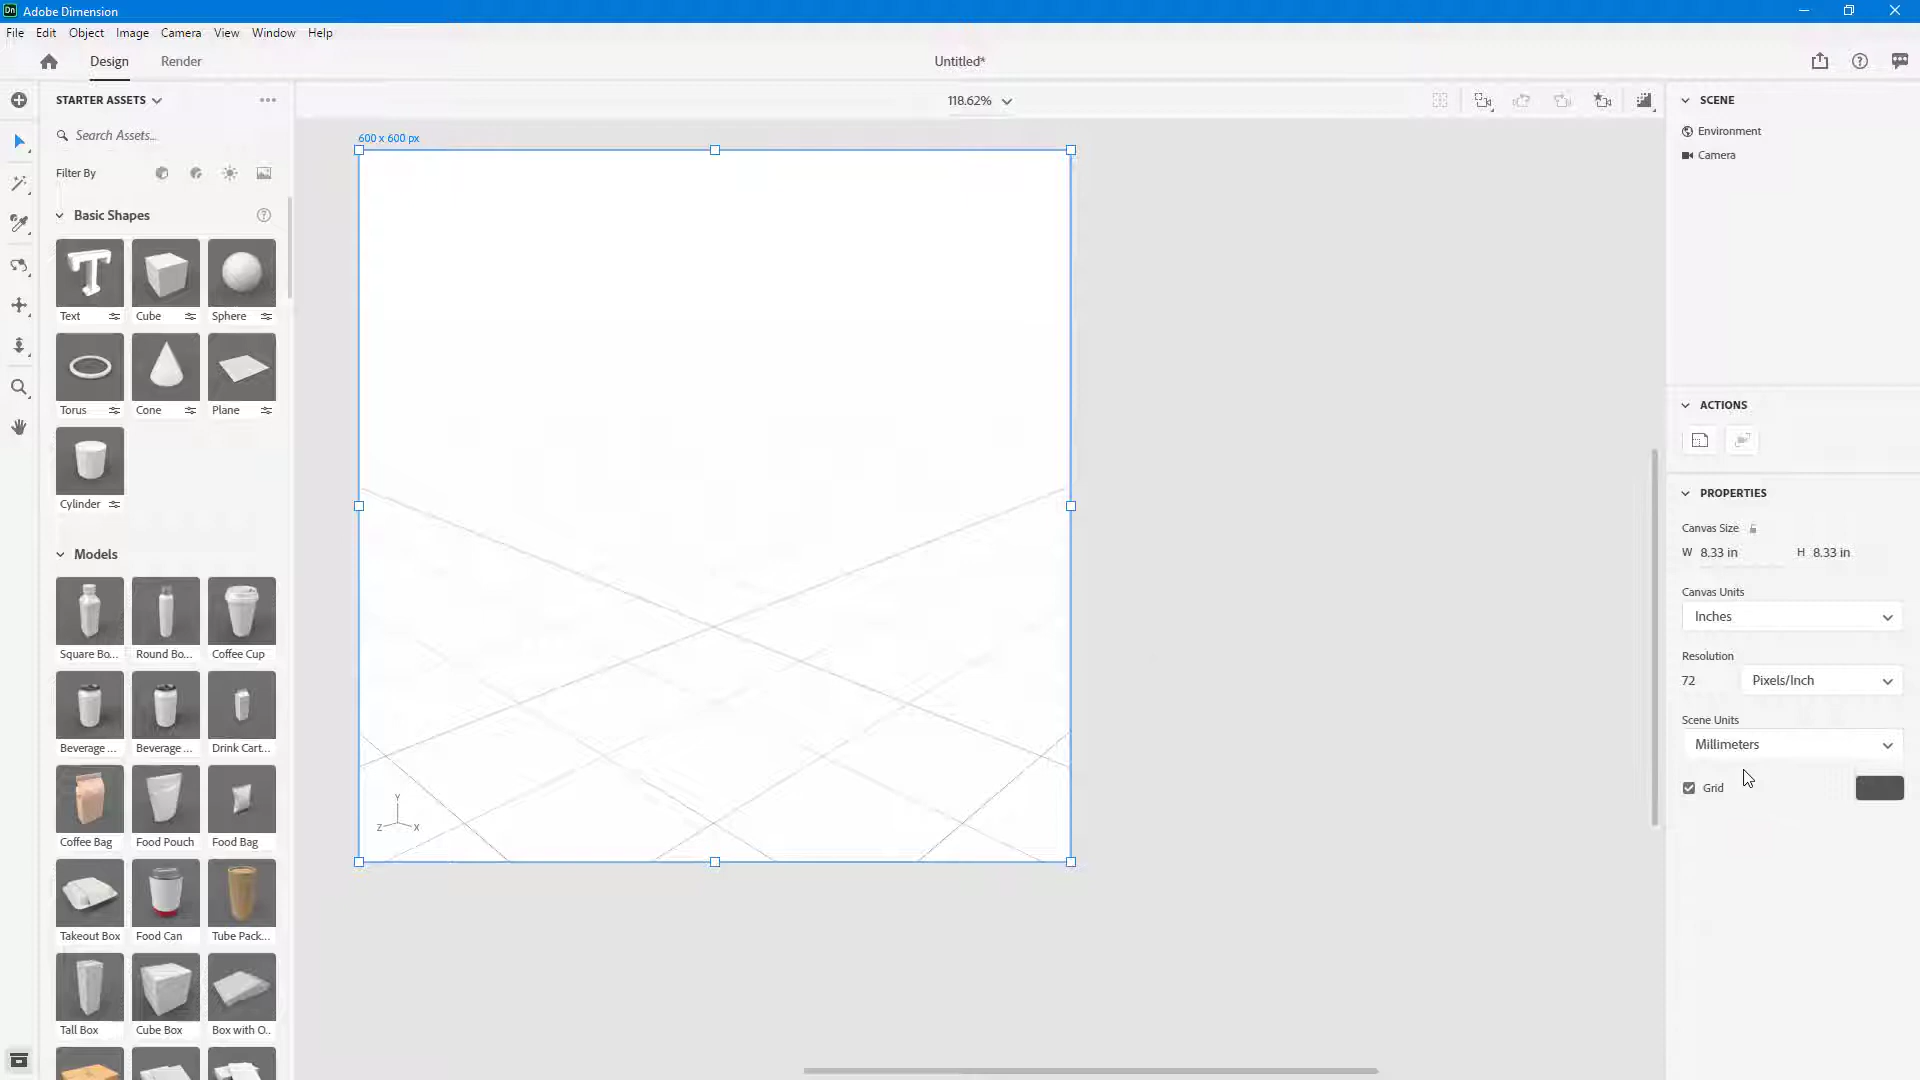 Dn Adobe Dimension
File Edit Object Image Camera View Window Help
Design Render Untitled*
STARTER ASSETS
118.62%
Search Assets...
Filter By
Basic Shapes
Text Cube Sphere
Torus Cone Plane
Cylinder
Models
Square Bo... Round Bo... Coffee Cup
Beverage ... Beverage ... Drink Cart...
Coffee Bag Food Pouch Food Bag
Takeout Box Food Can Tube Pack...
Tall Box Cube Box Box with O..
600 x 600 px
Y
Z X
SCENE
Environment
Camera
ACTIONS
PROPERTIES
Canvas Size
W 8.33 in H 8.33 in
Canvas Units
Inches
Resolution
72 Pixels/Inch
Scene Units
Millimeters
Grid